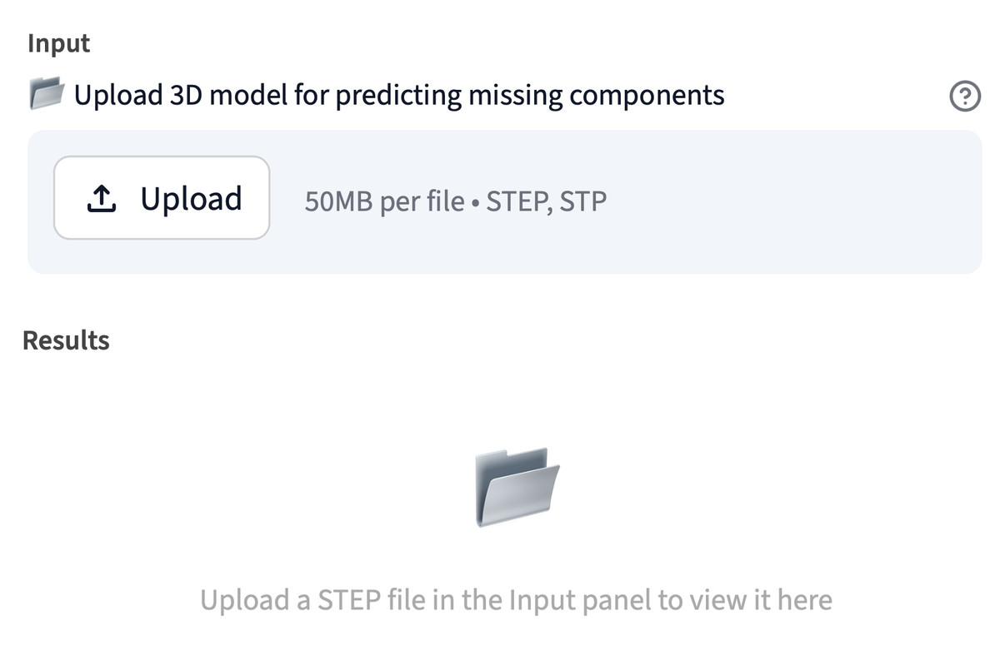 Input
Upload 3D model for predicting missing components
Upload
50MB per file • STEP, STP
Results
Upload a STEP file in the Input panel to view it here